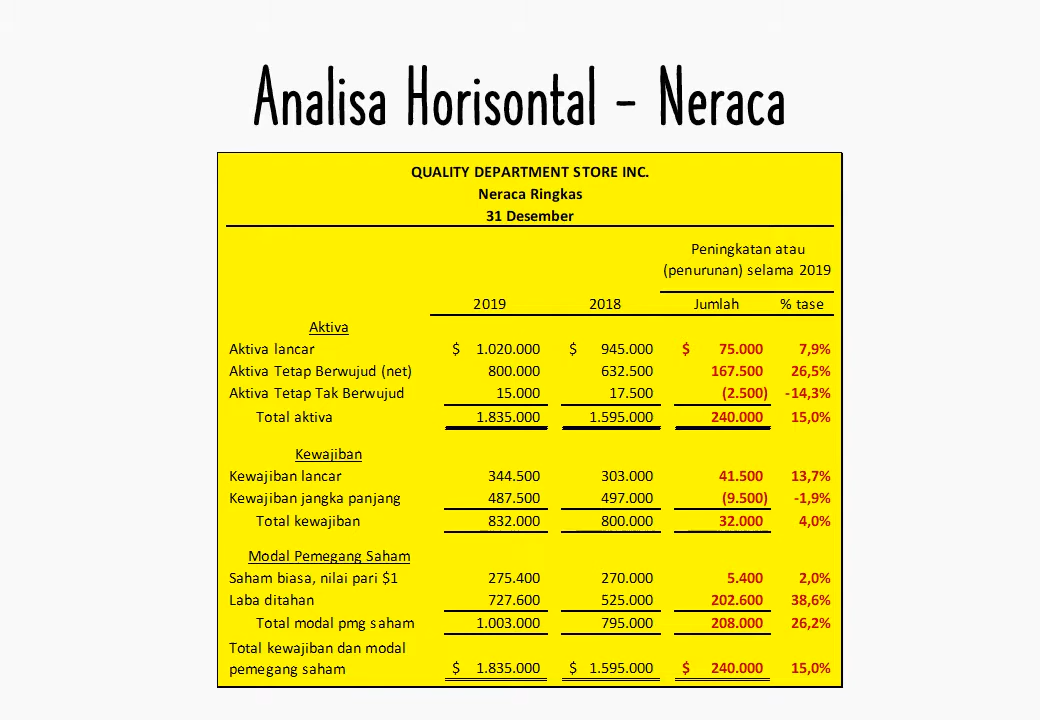 Analisa Horisontal - Neraca
QUALITY DEPARTMENT STORE INC.
Neraca Ringkas
31 Desember
Peningkatan atau
(penurunan) selama 2019
2019 2018 Jumlah % tase
Aktiva
Aktiva lancar $ 1.020.000 $ 945.000 $ 75.000 7,9%
Aktiva Tetap Berwujud (net) 800.000 632.500 167.500 26,5%
Aktiva Tetap Tak Berwujud 15.000 17.500 (2.500) -14,3%
Total aktiva 1.835.000 1.595.000 240.000 15,0%
Kewajiban
Kewajiban lancar 344.500 303.000 41.500 13,7%
Kewajiban jangka panjang 487.500 497.000 (9.500) -1,9%
Total kewajiban 832.000 800.000 32.000 4,0%
Modal Pemegang Saham
Saham biasa, nilai pari $1 275.400 270.000 5.400 2,0%
Laba ditahan 727.600 525.000 202.600 38,6%
Total modal pmg saham 1.003.000 795.000 208.000 26,2%
Total kewajiban dan modal
pemegang saham $ 1.835.000 $ 1.595.000 $ 240.000 15,0%